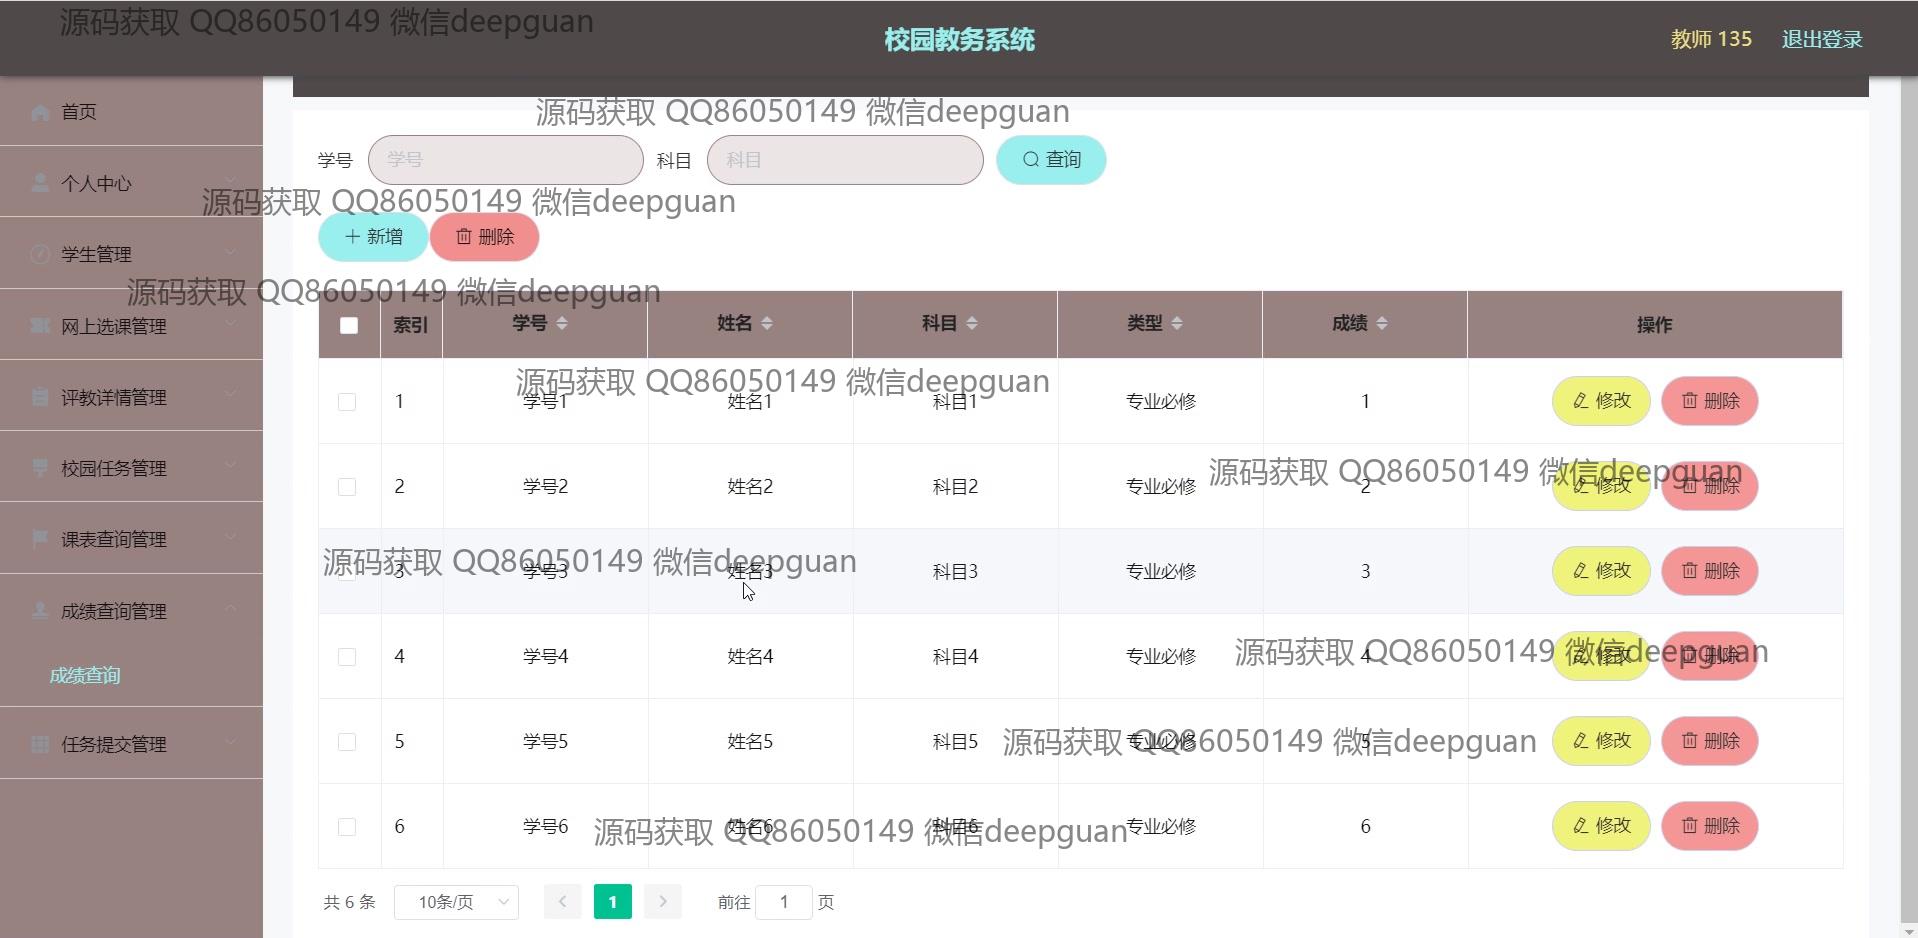 源码获取 QQ86050149 微信deepguan
校园教务系统
教师 135
退出登录
首页
个人中心
学生管理
网上选课管理
评教详情管理
校园任务管理
课表查询管理
成绩查询管理
成绩查询
任务提交管理
源码获取 QQ86050149 微信deepguan
学号 学号 科目 科目 查询
源码获取 QQ86050149 微信deepguan
新增 删除
源码获取 QQ86050149 微信deepguan
索引 学号 姓名 科目 类型 成绩 操作
源码获取 QQ86050149 微信deepguan
1 学号1 姓名1 科目1 专业必修 1 修改 删除
源码获取 QQ86050149 微信deepguan
2 学号2 姓名2 科目2 专业必修 2 修改 删除
源码获取 QQ86050149 微信deepguan
3 学号3 姓名3 科目3 专业必修 3 修改 删除
源码获取 QQ86050149 微信deepguan
4 学号4 姓名4 科目4 专业必修 4 修改 删除
源码获取 QQ86050149 微信deepguan
5 学号5 姓名5 科目5 专业必修 5 修改 删除
源码获取 QQ86050149 微信deepguan
6 学号6 姓名6 科目6 专业必修 6 修改 删除
共 6 条 10条/页 1 前往 1 页